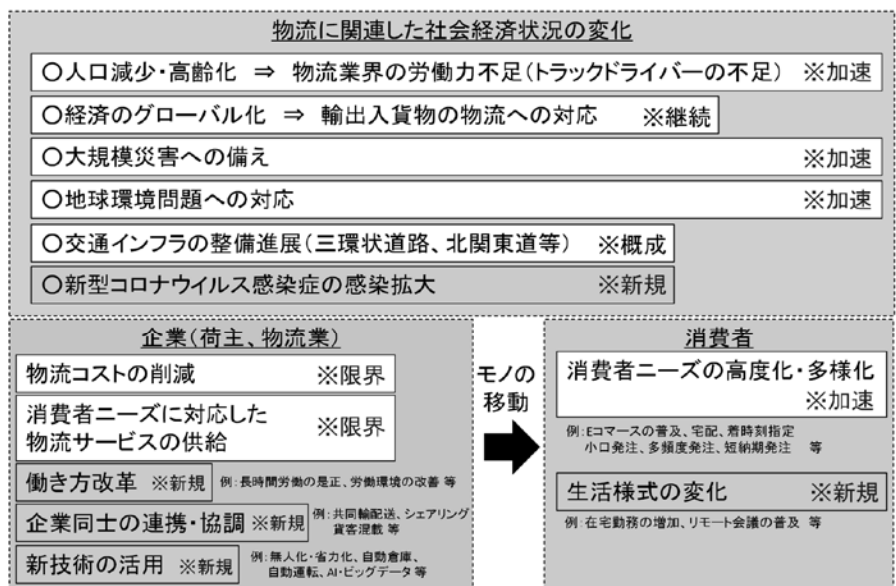 物流に関連した社会経済状況の変化
〇人口減少・高齢化 ⇒ 物流業界の労働力不足(トラックドライバーの不足) ※加速
〇経済のグローバル化 ⇒ 輸出入貨物の物流への対応 ※継続
〇大規模災害への備え ※加速
〇地球環境問題への対応 ※加速
〇交通インフラの整備進展(三環状道路、北関東道等) ※概成
〇新型コロナウイルス感染症の感染拡大 ※新規
企業(荷主、物流業)
物流コストの削減 ※限界
消費者ニーズに対応した
物流サービスの供給 ※限界
働き方改革 ※新規 例:長時間労働の是正、労働環境の改善 等
企業同士の連携・協調 ※新規 例:共同輸配送、シェアリング
貨客混載 等
新技術の活用 ※新規 例:無人化・省力化、自動倉庫、
自動運転、AI・ビッグデータ 等
モノの
移動
消費者
消費者ニーズの高度化・多様化
※加速
例:Eコマースの普及、宅配、着時刻指定
小口発注、多頻度発注、短納期発注 等
生活様式の変化 ※新規
例:在宅勤務の増加、リモート会議の普及 等